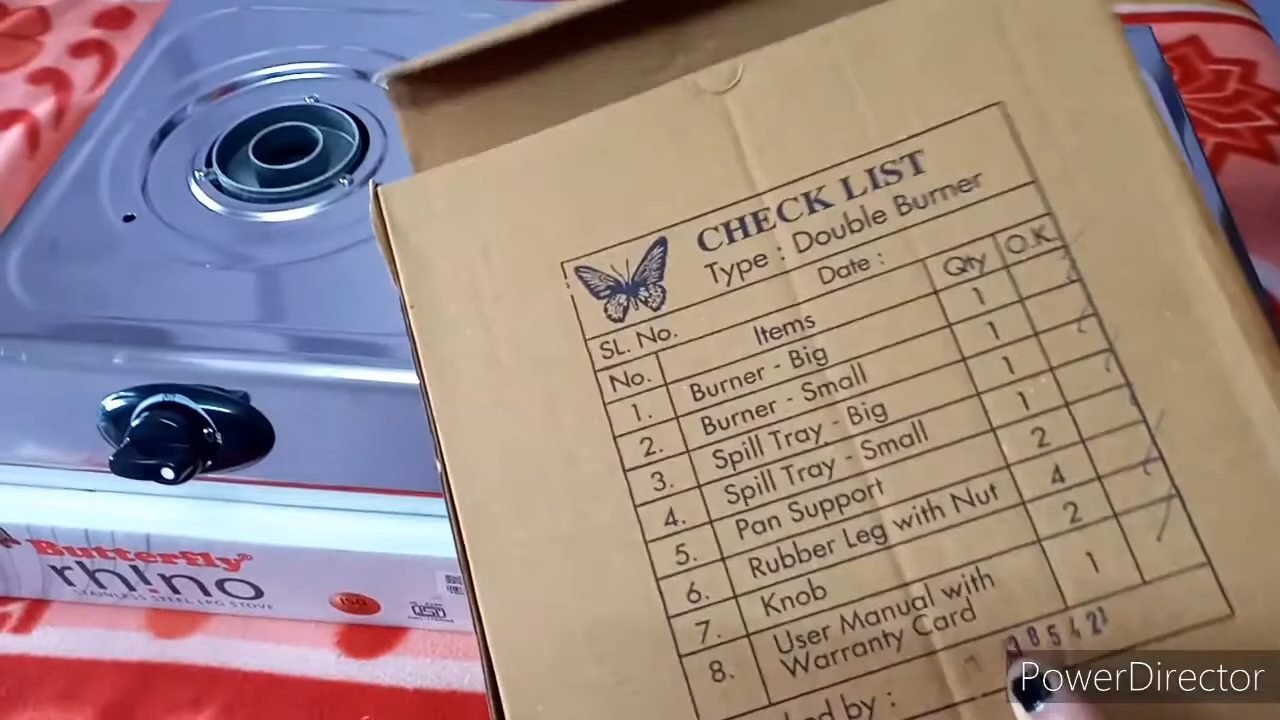 CHECK LIST
Type : Double Burner
Date :
SL. No. Items Qty O.K.
No.
1. Burner - Big 1
2. Burner - Small 1
3. Spill Tray - Big 1
4. Spill Tray - Small 1
5. Pan Support 2
6. Rubber Leg with Nut 4
7. Knob 2
8. User Manual with
Warranty Card 1
Butterfly
rhino
STAINLESS STEEL LPG STOVE
ISO
PowerDirector